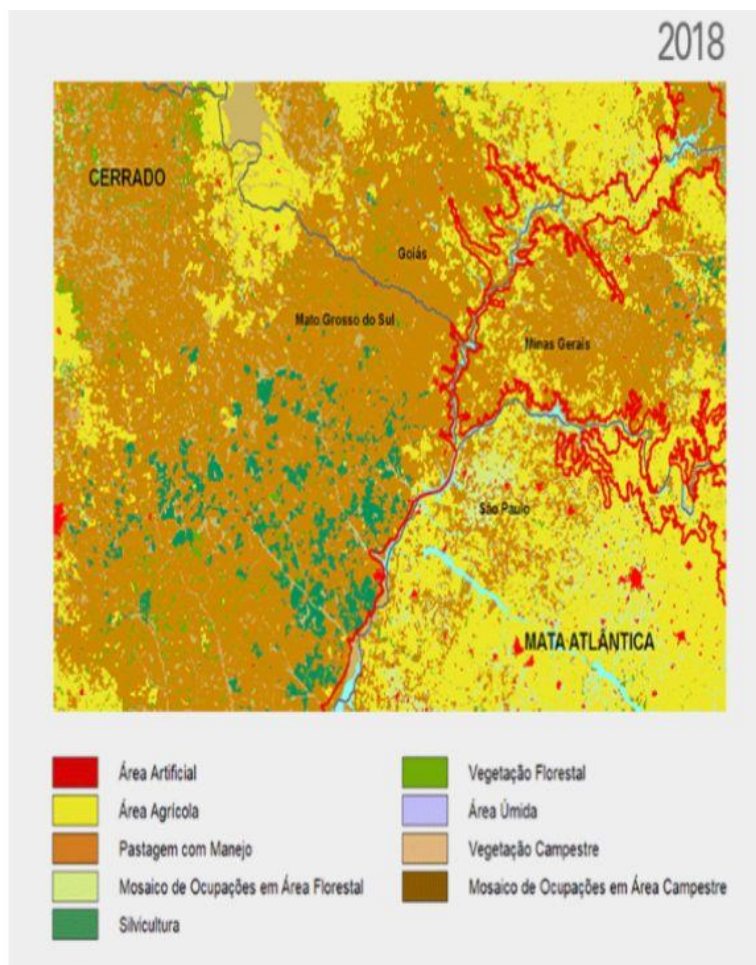 2018
CERRADO
Goiás
Mato Grosso do Sul
Minas Gerais
São Paulo
MATA ATLÂNTICA
Área Artificial
Área Agrícola
Pastagem com Manejo
Mosaico de Ocupações em Área Florestal
Silvicultura
Vegetação Florestal
Área Úmida
Vegetação Campestre
Mosaico de Ocupações em Área Campestre